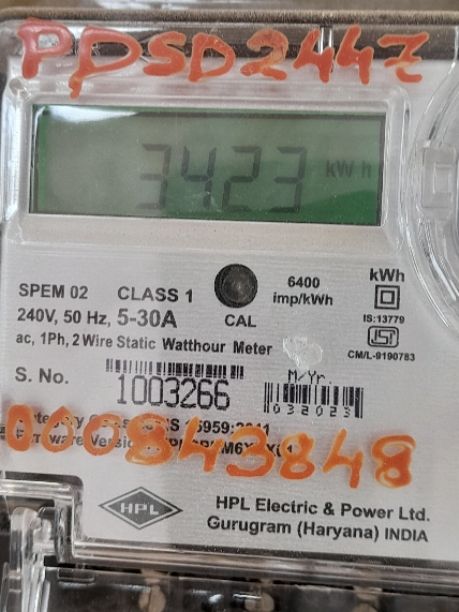 PDSD2447
3423 kW h
6400
imp/kWh
kWh
SPEM 02 CLASS 1
240V, 50 Hz, 5-30A
CAL
IS:13779
ac, 1Ph, 2 Wire Static Watthour Meter
CM/L-9190783
M/Yr.
S. No.
1003266
032023
000843848
HPL
HPL Electric & Power Ltd.
Gurugram (Haryana) INDIA